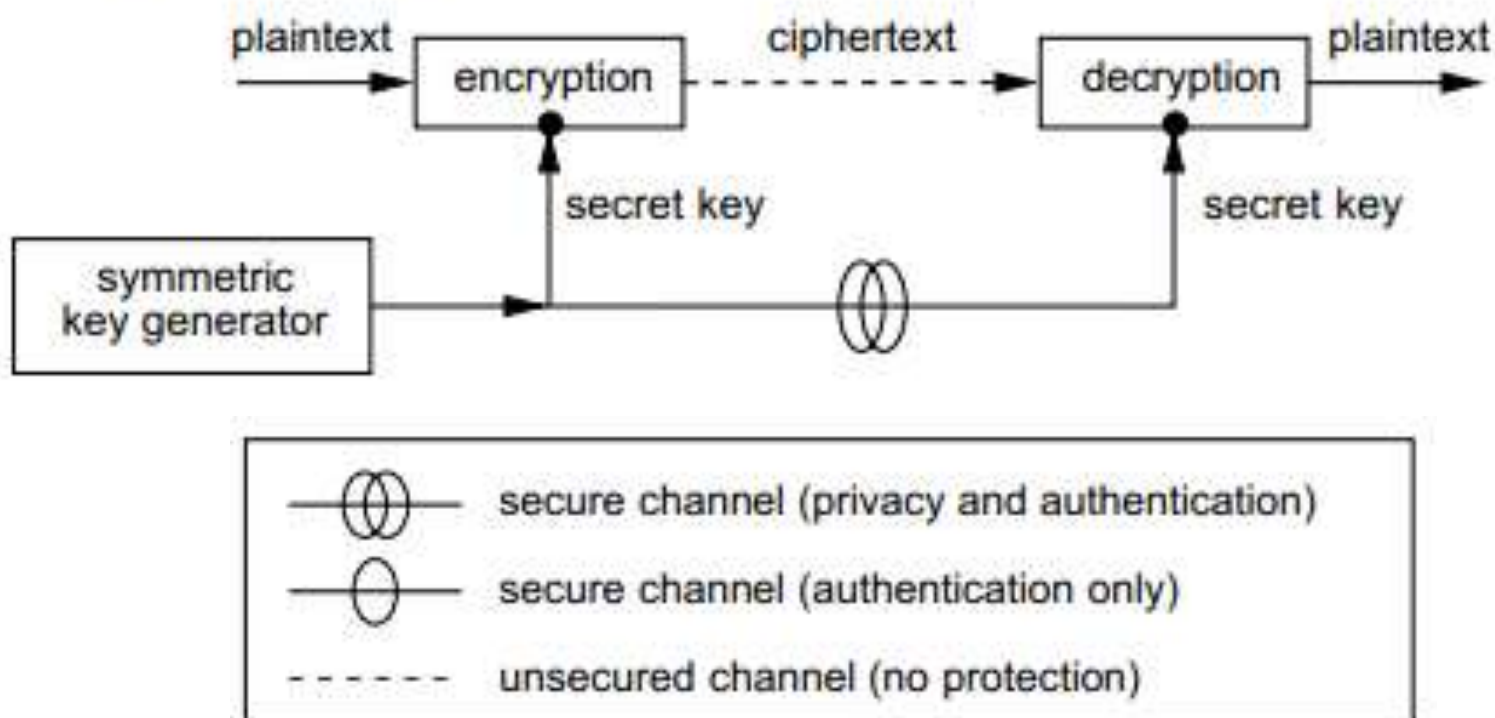 plaintext
ciphertext
plaintext
encryption
decryption
secret key
secret key
symmetric
key generator
secure channel (privacy and authentication)
secure channel (authentication only)
unsecured channel (no protection)